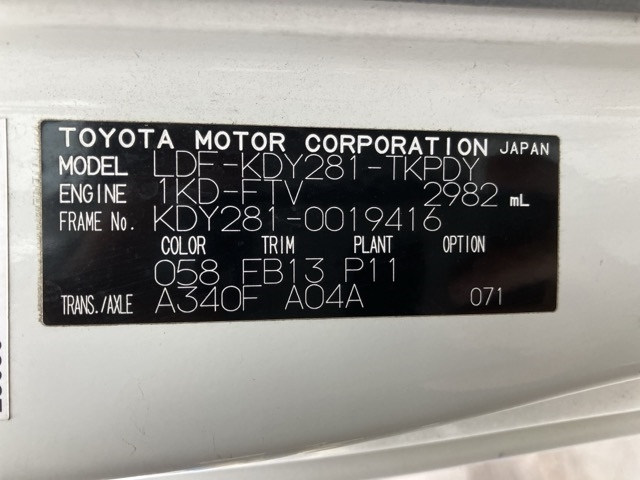 TOYOTA MOTOR CORPORATION JAPAN
MODEL LDF-KDY281-TKPDY
ENGINE 1KD-FTV 2982 mL
FRAME No. KDY281-0019416
COLOR TRIM PLANT OPTION
058 FB13 P11
TRANS./AXLE A340F A04A 071